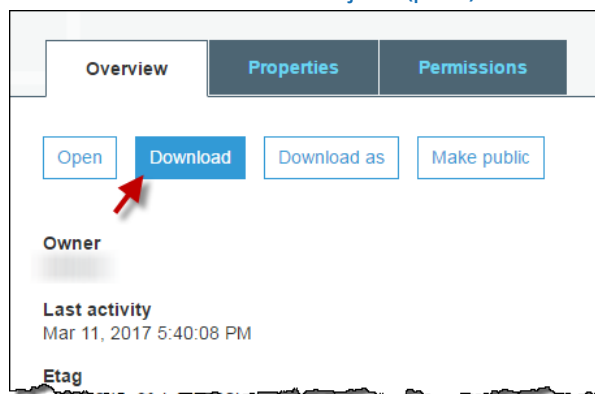 Overview Properties Permissions
Open Download Download as Make public
Owner
Last activity
Mar 11, 2017 5:40:08 PM
Etag